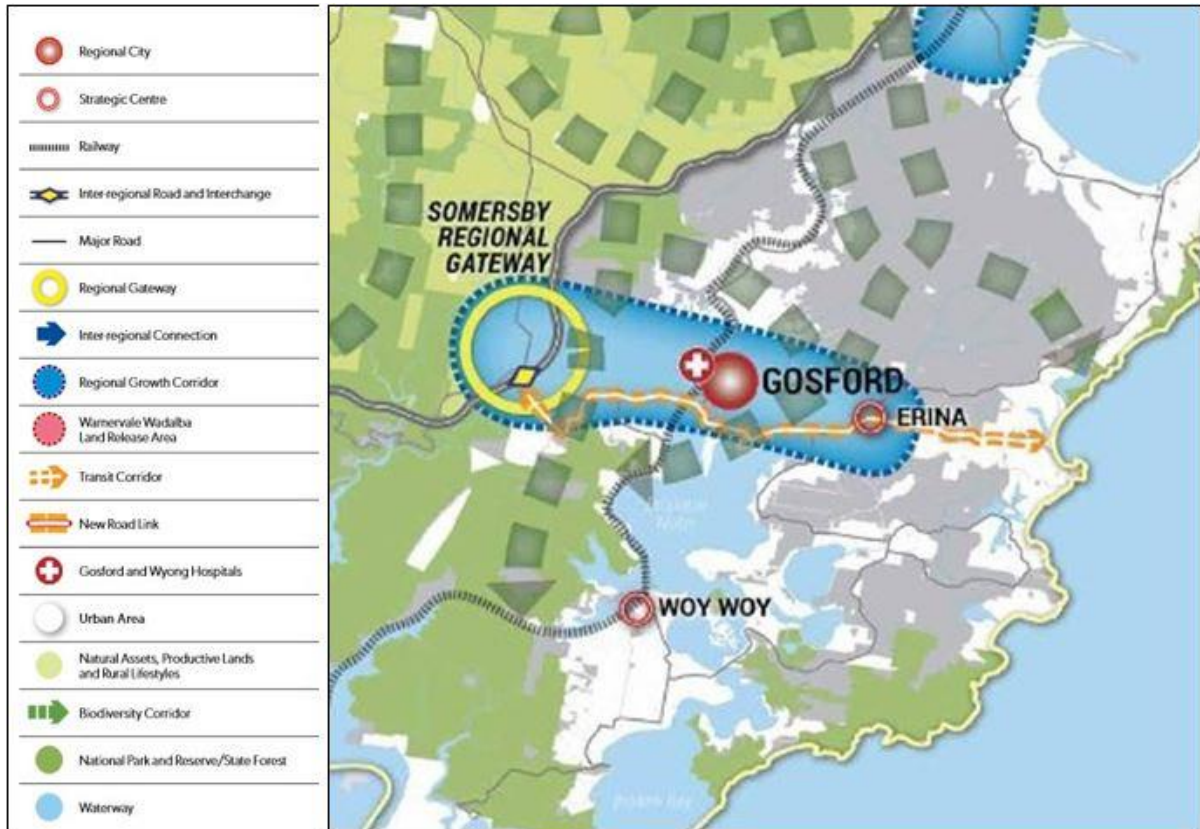 Regional City
Strategic Centre
Railway
Inter-regional Road and Interchange
Major Road
Regional Gateway
Inter-regional Connection
Regional Growth Corridor
Warnervale Wadalba
Land Release Area
Transit Corridor
New Road Link
Gosford and Wyong Hospitals
Urban Area
Natural Assets, Productive Lands
and Rural Lifestyles
Biodiversity Corridor
National Park and Reserve/State Forest
Waterway
SOMERSBY
REGIONAL
GATEWAY
GOSFORD
ERINA
WOY WOY